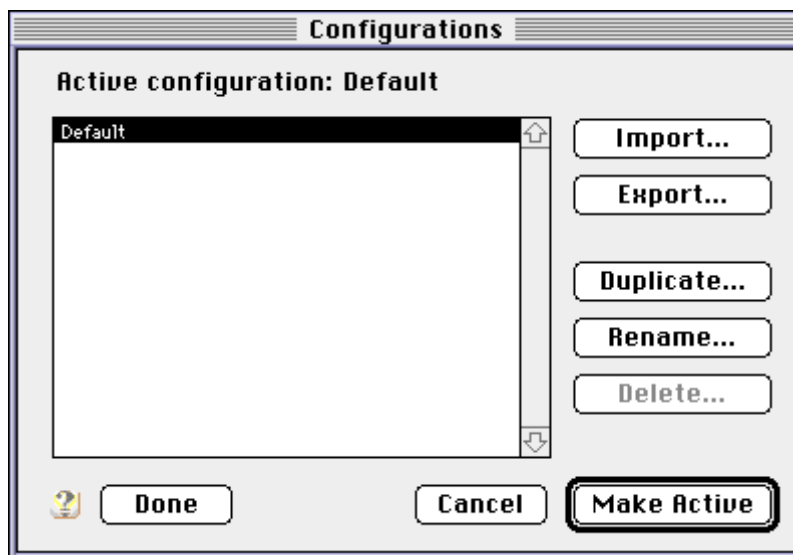 Configurations
Active configuration: Default
Default
Import...
Export...
Duplicate...
Rename...
Delete...
?
Done
Cancel
Make Active